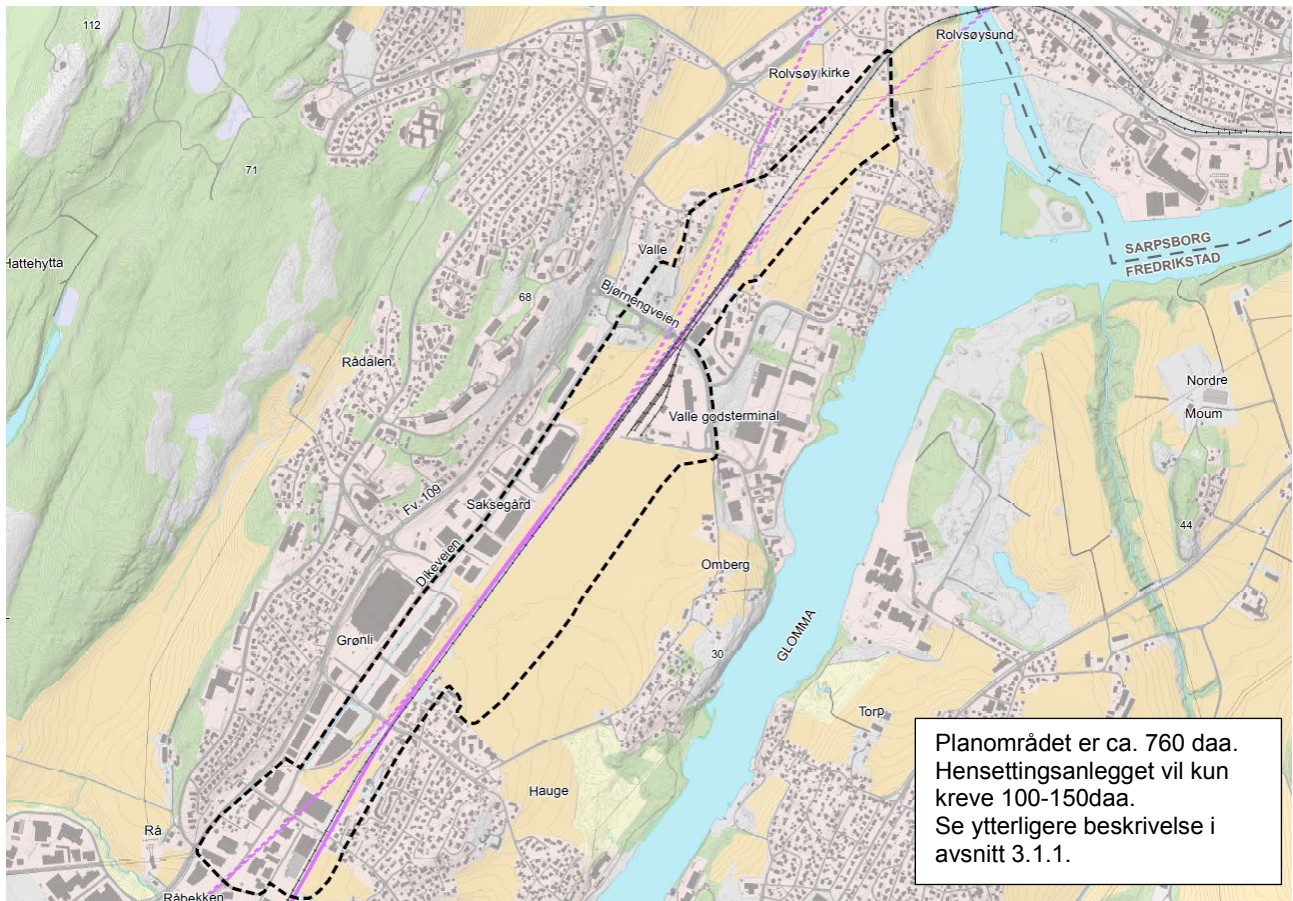 112
Rolvsøysund
Rolvsøy kirke
71
SARPSBORG
FREDRIKSTAD
Valle
Hattehytta
Bjørnengveien
68
Rådalen
Nordre
Moum
Valle godsterminal
Fv. 109
Saksegård
44
Omberg
Dikeveien
Grønli
30
GLOMMA
Torp
Hauge
Rå
Råbekken
Planområdet er ca. 760 daa.
Hensettingsanlegget vil kun
kreve 100-150daa.
Se ytterligere beskrivelse i
avsnitt 3.1.1.